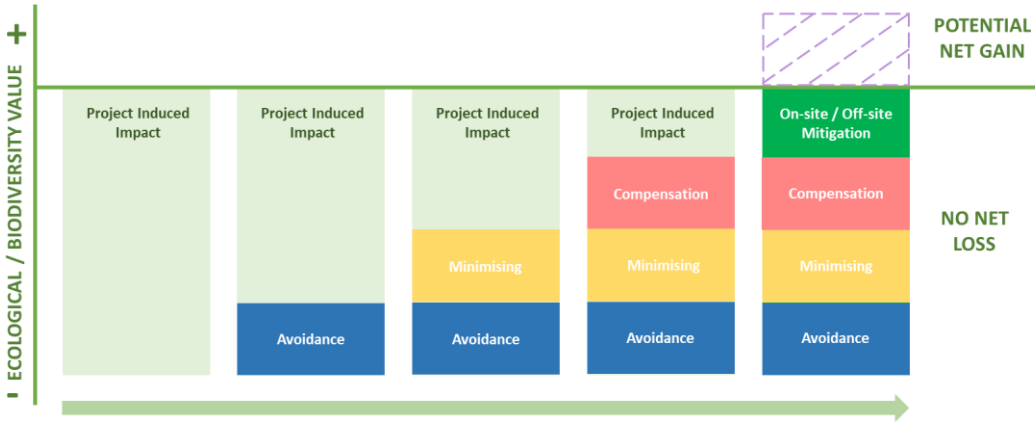 +
- ECOLOGICAL / BIODIVERSITY VALUE
POTENTIAL
NET GAIN
Project Induced
Impact
Project Induced
Impact
Project Induced
Impact
Project Induced
Impact
On-site / Off-site
Mitigation
Compensation
Compensation
NO NET
LOSS
Minimising
Minimising
Minimising
Avoidance
Avoidance
Avoidance
Avoidance